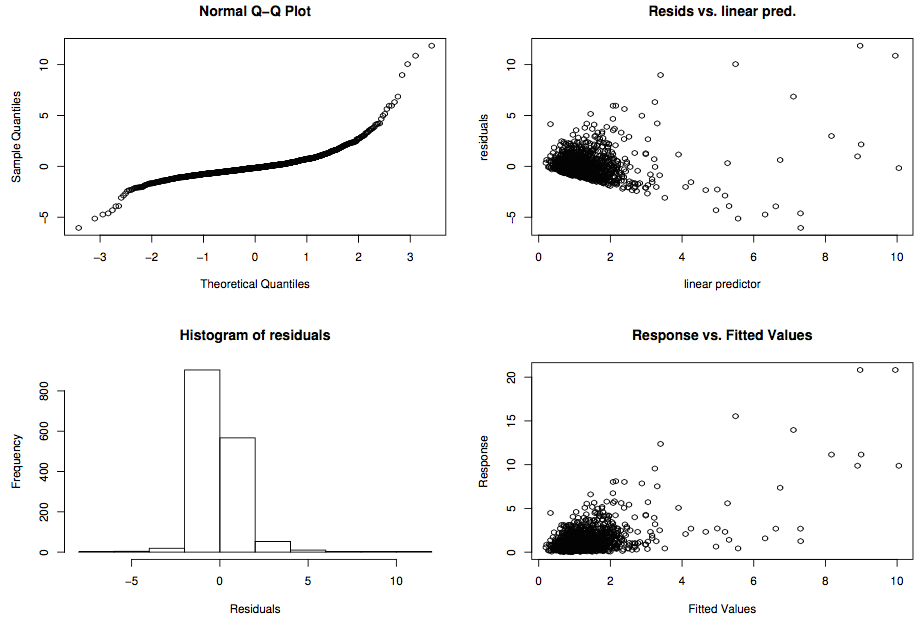 Normal Q−Q Plot
Sample Quantiles
10
5
0
−5
−3 −2 −1 0 1 2 3
Theoretical Quantiles
Resids vs. linear pred.
residuals
10
5
0
−5
0 2 4 6 8 10
linear predictor
Histogram of residuals
Frequency
800
600
400
200
0
−5 0 5 10
Residuals
Response vs. Fitted Values
Response
20
15
10
5
0
0 2 4 6 8 10
Fitted Values